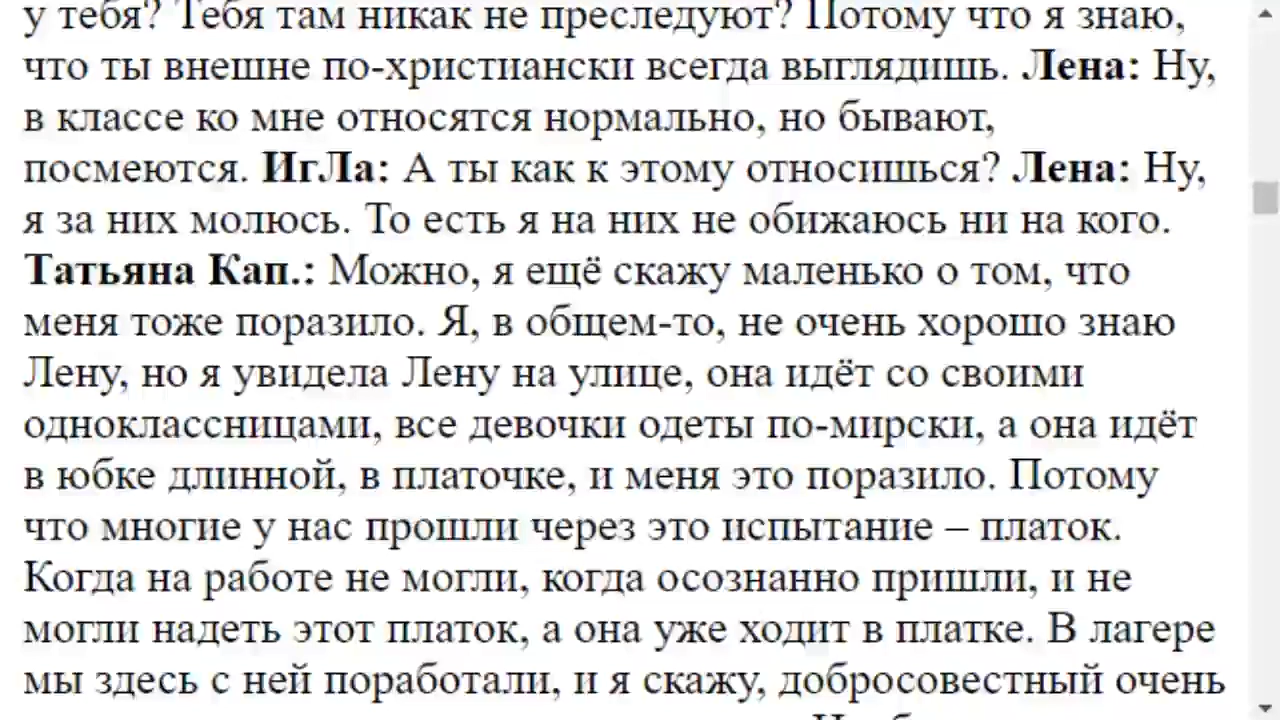 у тебя? Тебя там никак не преследуют? Потому что я знаю,
что ты внешне по-христиански всегда выглядишь. Лена: Ну,
в классе ко мне относятся нормально, но бывают,
посмеются. ИгЛа: А ты как к этому относишься? Лена: Ну,
я за них молюсь. То есть я на них не обижаюсь ни на кого.
Татьяна Кап.: Можно, я ещё скажу маленько о том, что
меня тоже поразило. Я, в общем-то, не очень хорошо знаю
Лену, но я увидела Лену на улице, она идёт со своими
одноклассницами, все девочки одеты по-мирски, а она идёт
в юбке длинной, в платочке, и меня это поразило. Потому
что многие у нас прошли через это испытание – платок.
Когда на работе не могли, когда осознанно пришли, и не
могли надеть этот платок, а она уже ходит в платке. В лагере
мы здесь с ней поработали, и я скажу, добросовестный очень